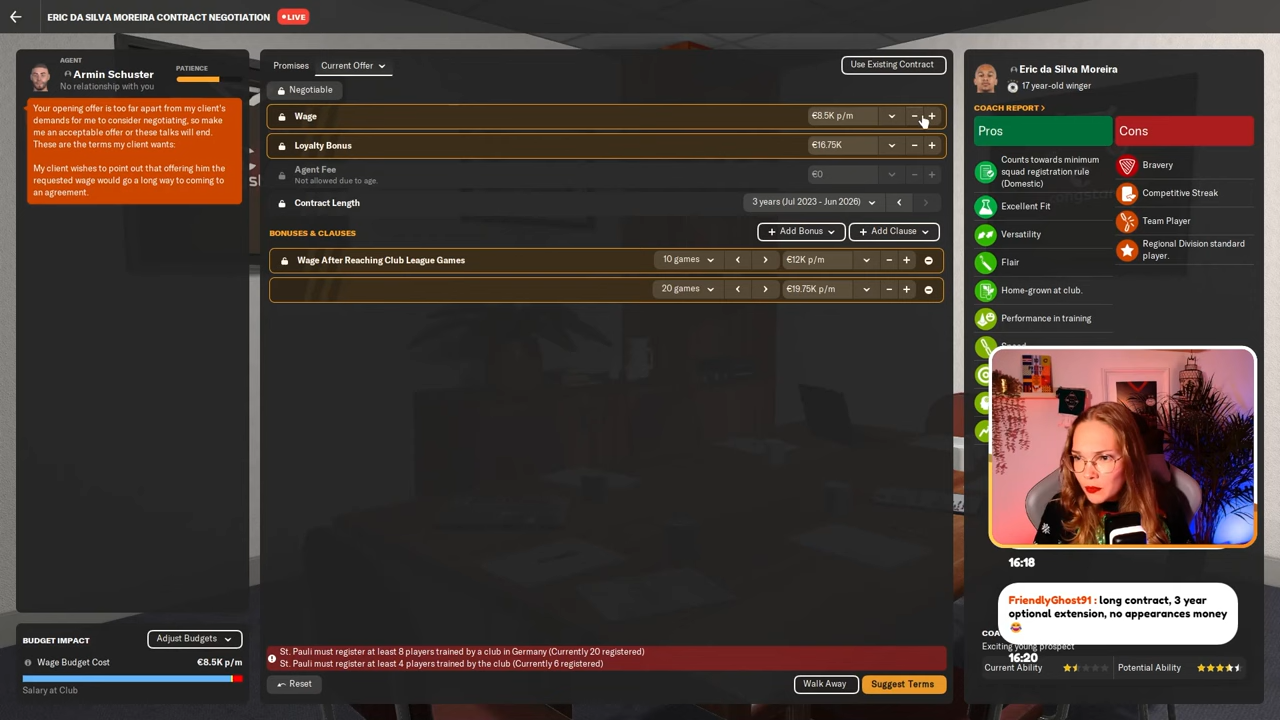 ERIC DA SILVA MOREIRA CONTRACT NEGOTIATION
LIVE
AGENT
Armin Schuster
No relationship with you
PATIENCE
Your opening offer is too far apart from my client's
demands for me to consider negotiating, so make
me an acceptable offer or these talks will end.
These are the terms my client wants:
My client wishes to point out that offering him the
requested wage would go a long way to coming to
an agreement.
Promises
Current Offer
Use Existing Contract
Negotiable
Wage
€8.5K p/m
Loyalty Bonus
€16.75K
Agent Fee
Not allowed due to age.
€0
Contract Length
3 years (Jul 2023 - Jun 2026)
BONUSES & CLAUSES
Add Bonus
Add Clause
Wage After Reaching Club League Games
10 games
€12K p/m
20 games
€19.75K p/m
Eric da Silva Moreira
17 year-old winger
COACH REPORT
Pros
Cons
Counts towards minimum
squad registration rule
(Domestic)
Excellent Fit
Versatility
Flair
Home-grown at club.
Performance in training
Bravery
Competitive Streak
Team Player
Regional Division standard
player.
16:18
FriendlyGhost91 : long contract, 3 year
optional extension, no appearances money
😂
Exciting young prospect
16:20
Current Ability
Potential Ability
BUDGET IMPACT
Adjust Budgets
Wage Budget Cost
€8.5K p/m
Salary at Club
St. Pauli must register at least 8 players trained by a club in Germany (Currently 20 registered)
St. Pauli must register at least 4 players trained by the club (Currently 6 registered)
Reset
Walk Away
Suggest Terms